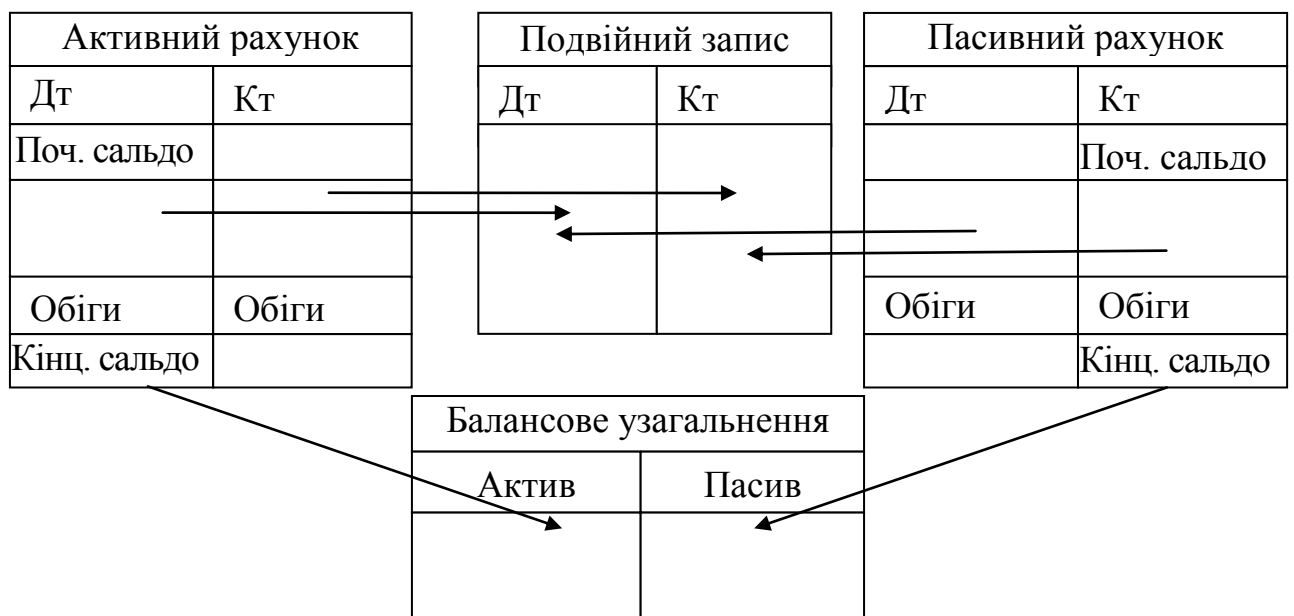 Активний рахунок
Дт Кт
Поч. сальдо
Обіги Обіги
Кінц. сальдо
Подвійний запис
Дт Кт
Пасивний рахунок
Дт Кт
Поч. сальдо
Обіги Обіги
Кінц. сальдо
Балансове узагальнення
Актив Пасив